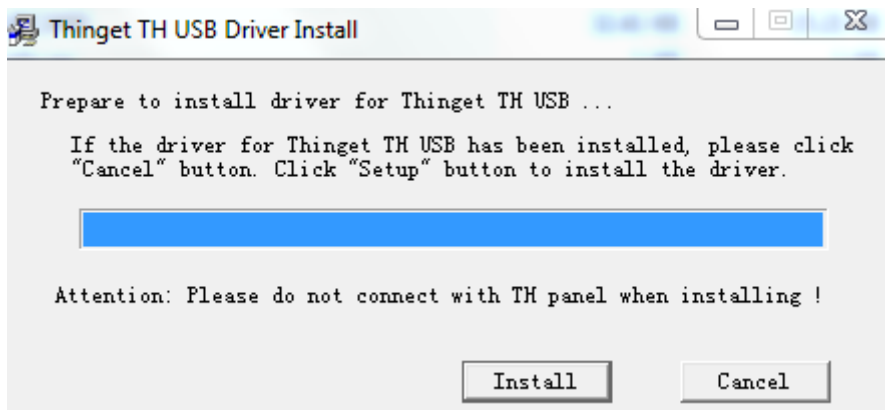 Thinget TH USB Driver Install
Prepare to install driver for Thinget TH USB ...
If the driver for Thinget TH USB has been installed, please click
"Cancel" button. Click "Setup" button to install the driver.
Attention: Please do not connect with TH panel when installing !
Install
Cancel